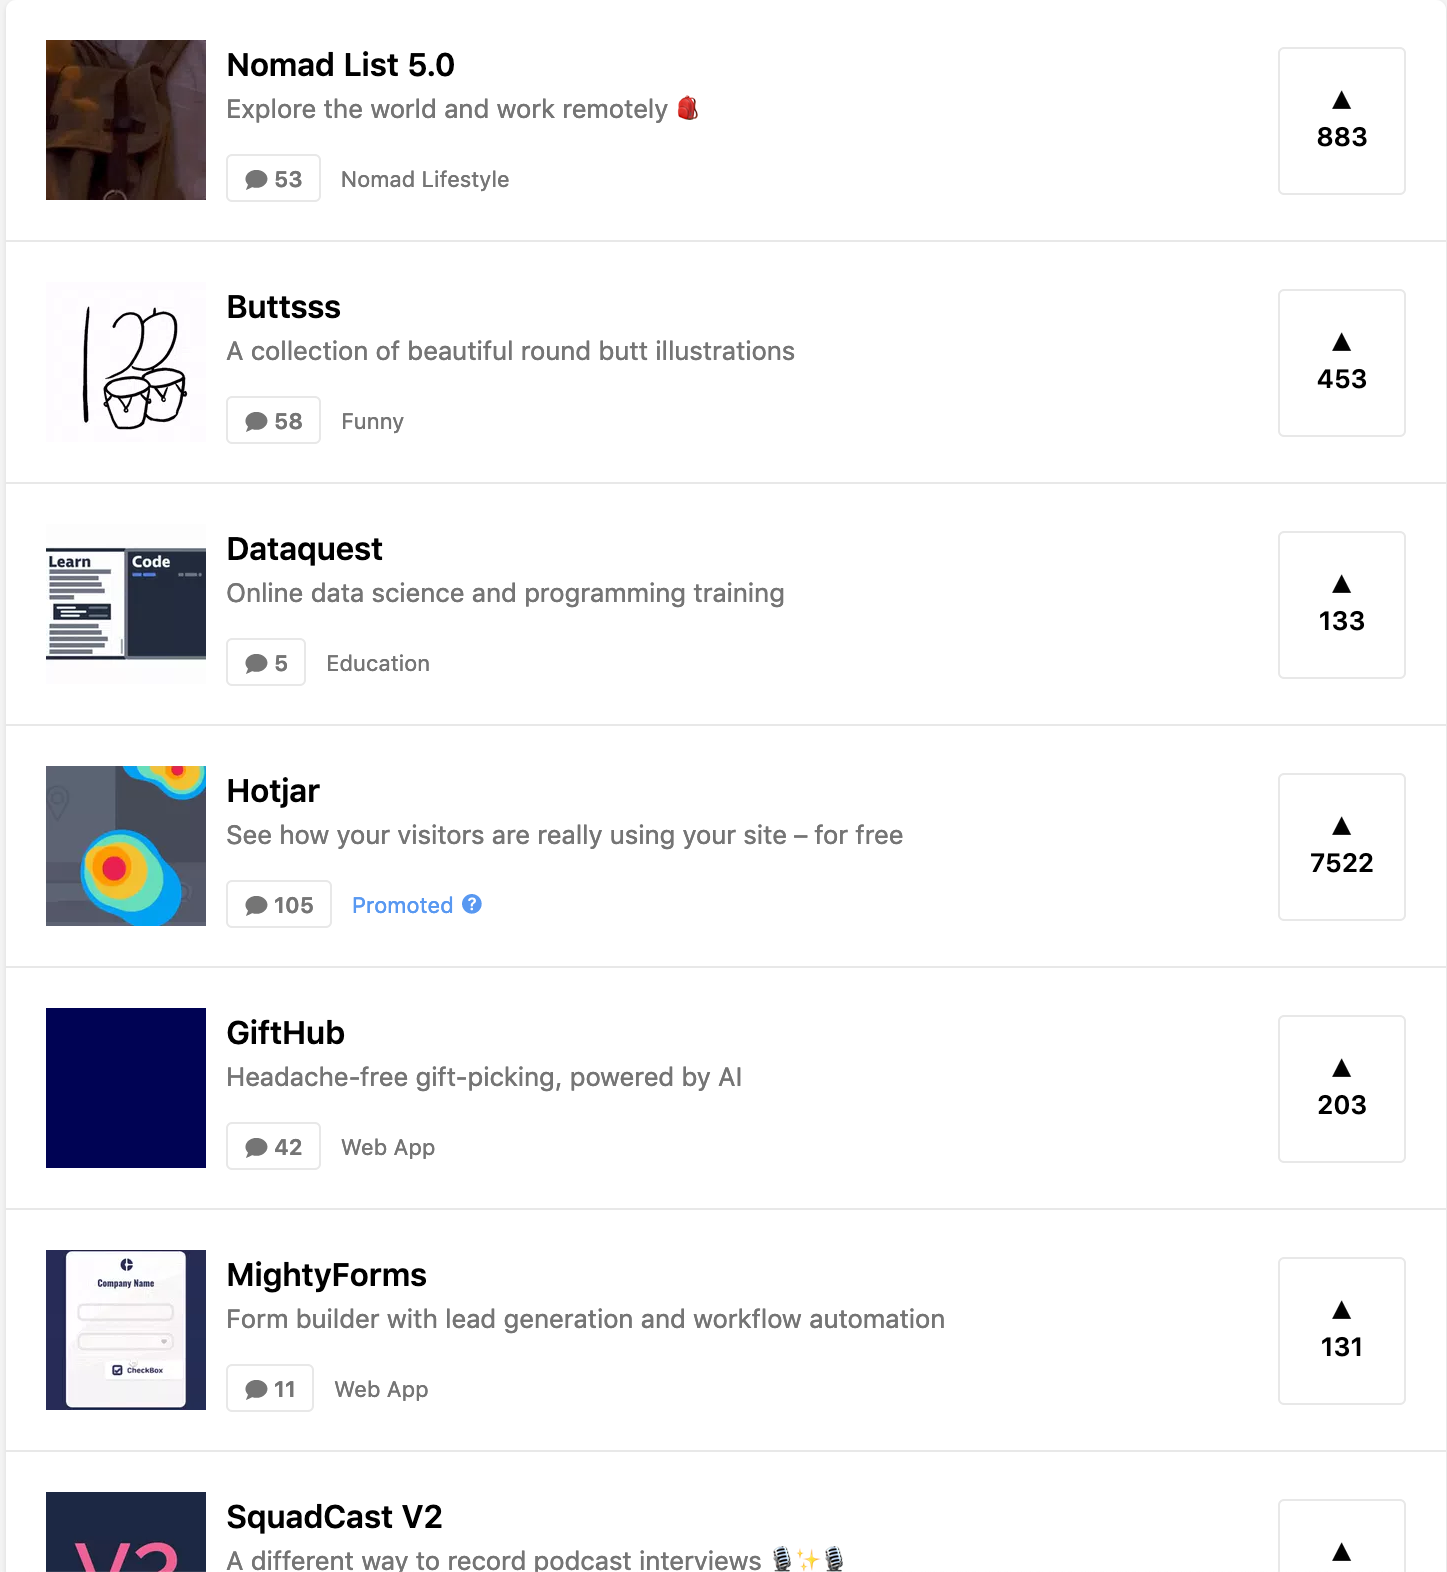 Nomad List 5.0
Explore the world and work remotely 🎒
53 Nomad Lifestyle
▲
883
Buttsss
A collection of beautiful round butt illustrations
58 Funny
▲
453
Learn Code
Dataquest
Online data science and programming training
5 Education
▲
133
Hotjar
See how your visitors are really using your site – for free
105 Promoted ?
▲
7522
GiftHub
Headache-free gift-picking, powered by AI
42 Web App
▲
203
Company Name
CheckBox
MightyForms
Form builder with lead generation and workflow automation
11 Web App
▲
131
V2
SquadCast V2
A different way to record podcast interviews 🎙✨🎙
▲